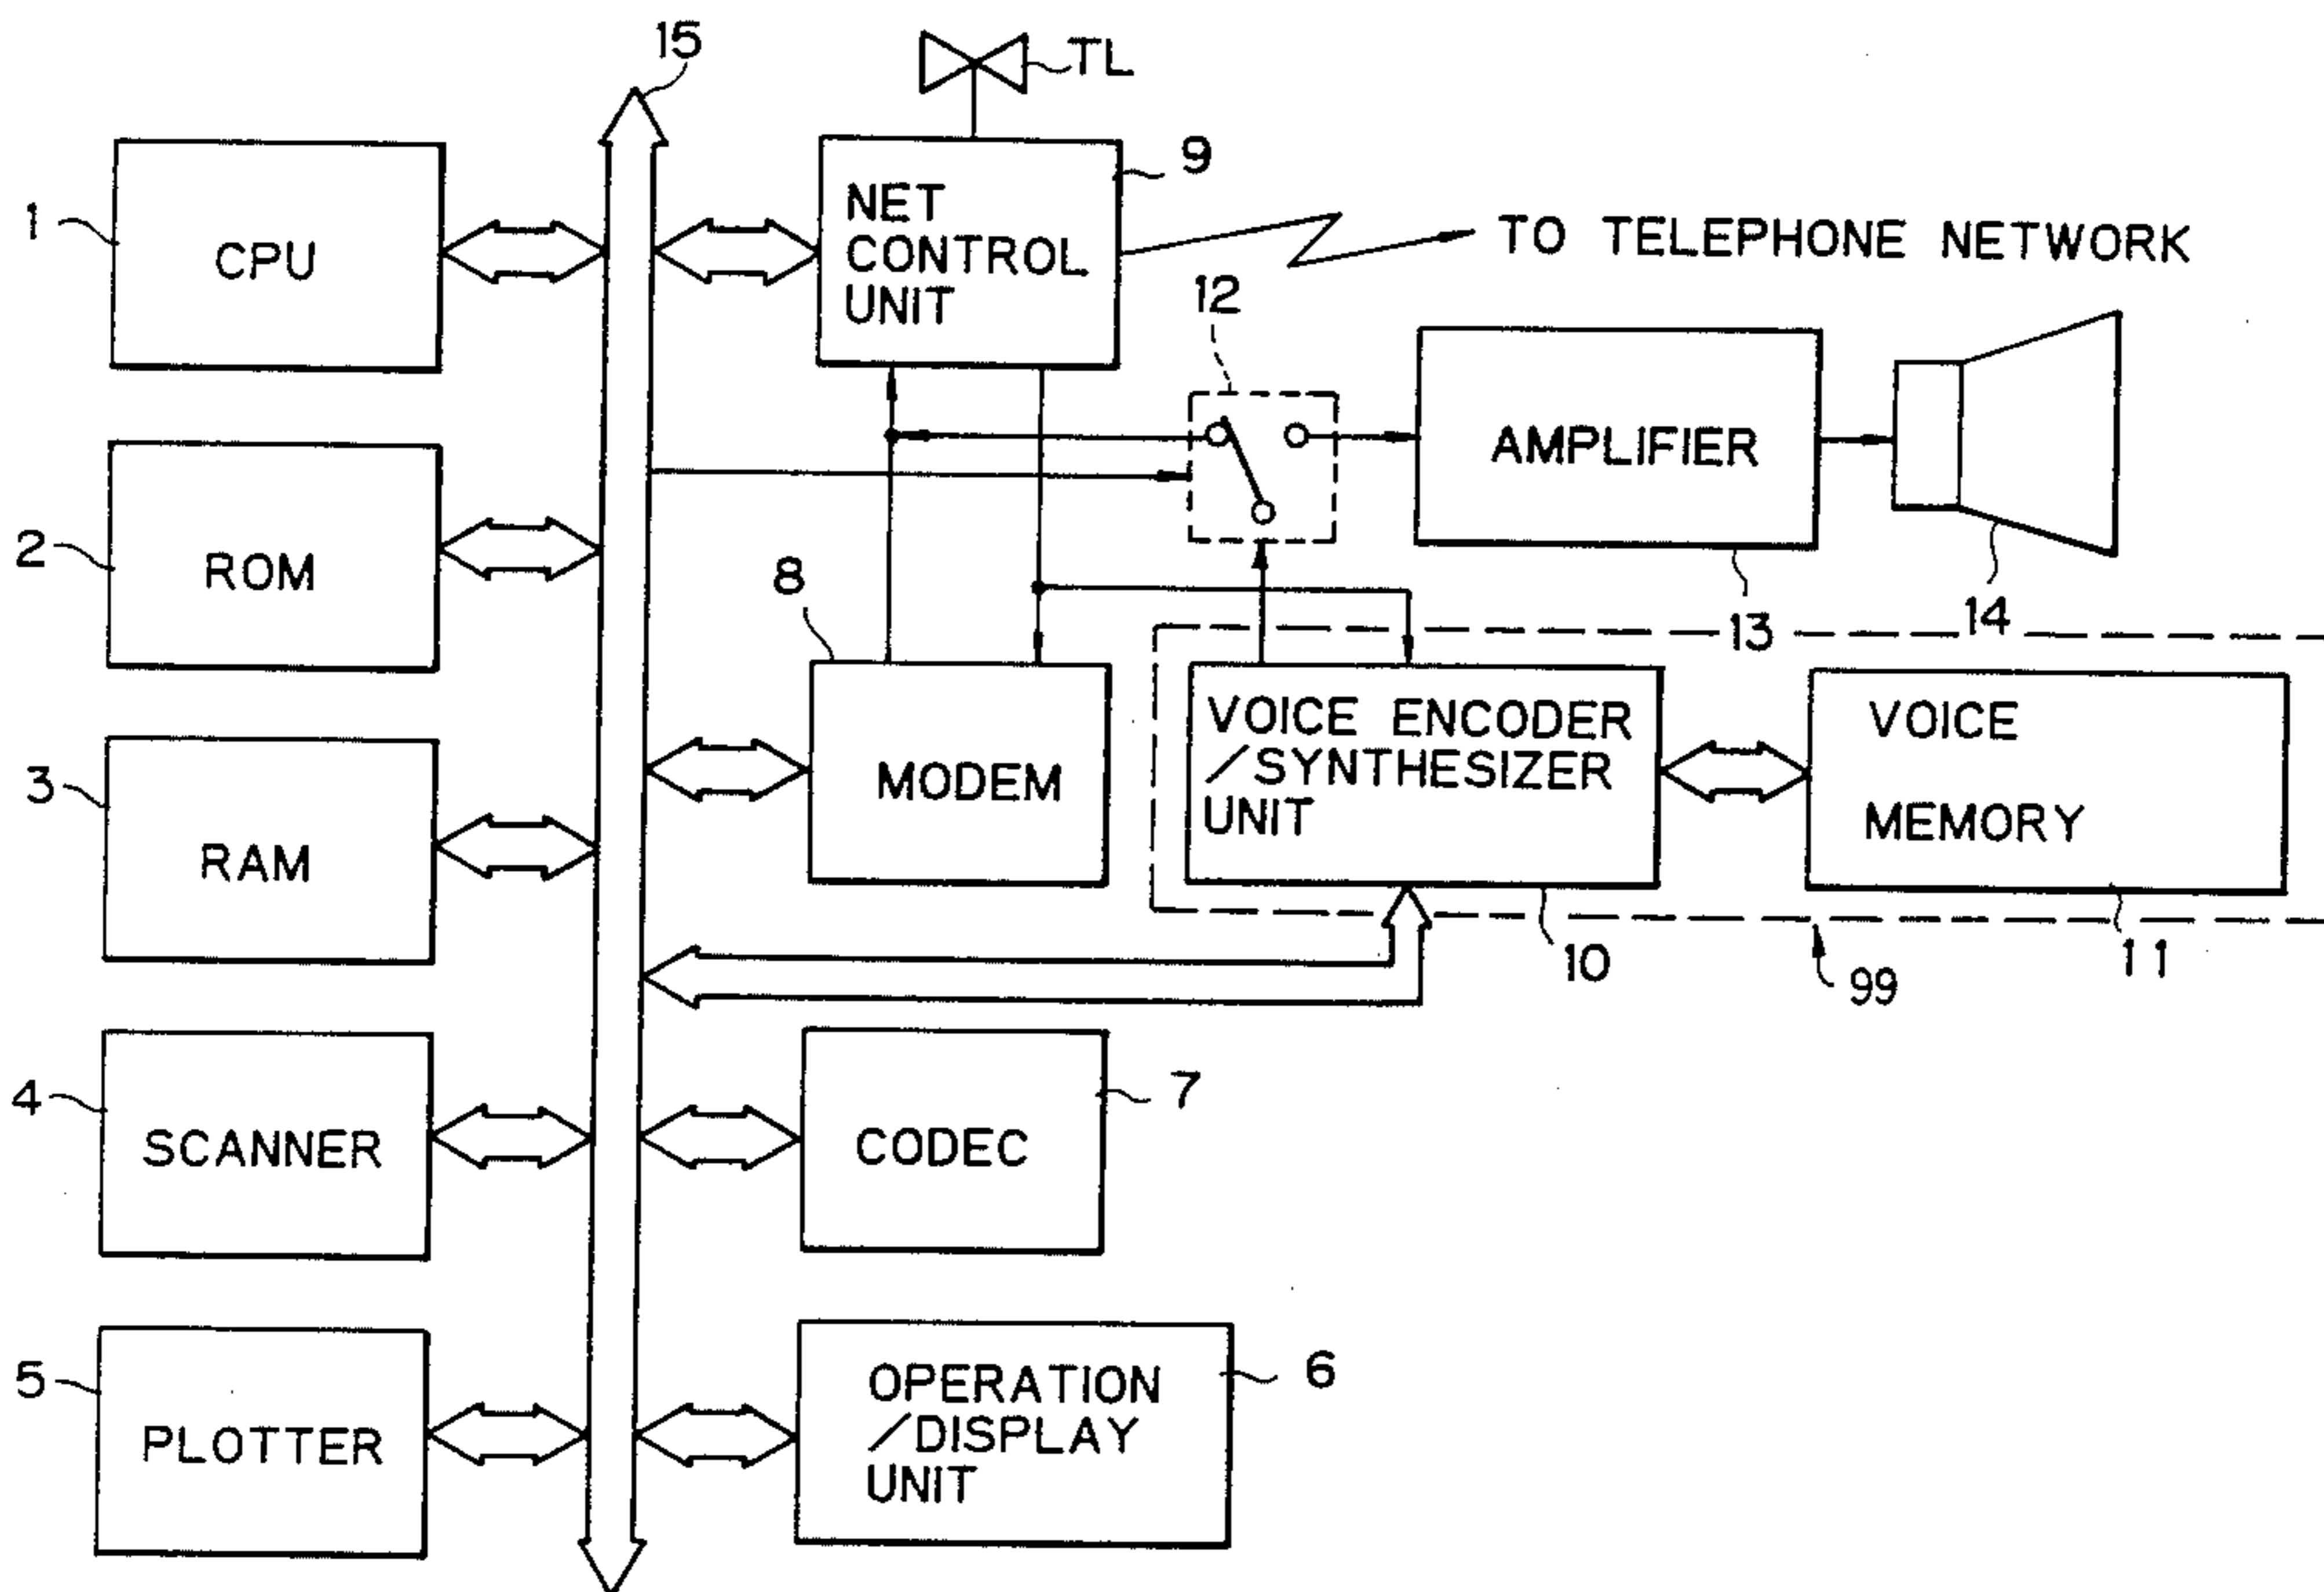 15
TL
1
CPU
9
NET
CONTROL
UNIT
TO TELEPHONE NETWORK
12
AMPLIFIER
13
14
2
ROM
8
MODEM
VOICE ENCODER
/SYNTHESIZER
UNIT
10
VOICE
MEMORY
11
99
3
RAM
4
SCANNER
7
CODEC
5
PLOTTER
6
OPERATION
/DISPLAY
UNIT